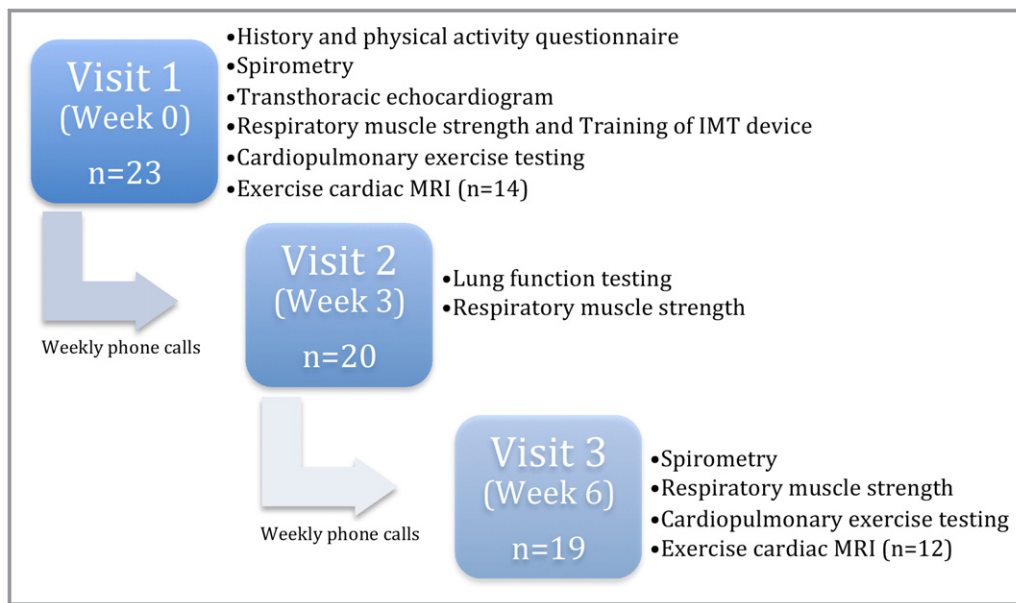 Visit 1
(Week 0)
n=23
•History and physical activity questionnaire
•Spirometry
•Transthoracic echocardiogram
•Respiratory muscle strength and Training of IMT device
•Cardiopulmonary exercise testing
•Exercise cardiac MRI (n=14)
Weekly phone calls
Visit 2
(Week 3)
n=20
•Lung function testing
•Respiratory muscle strength
Weekly phone calls
Visit 3
(Week 6)
n=19
•Spirometry
•Respiratory muscle strength
•Cardiopulmonary exercise testing
•Exercise cardiac MRI (n=12)